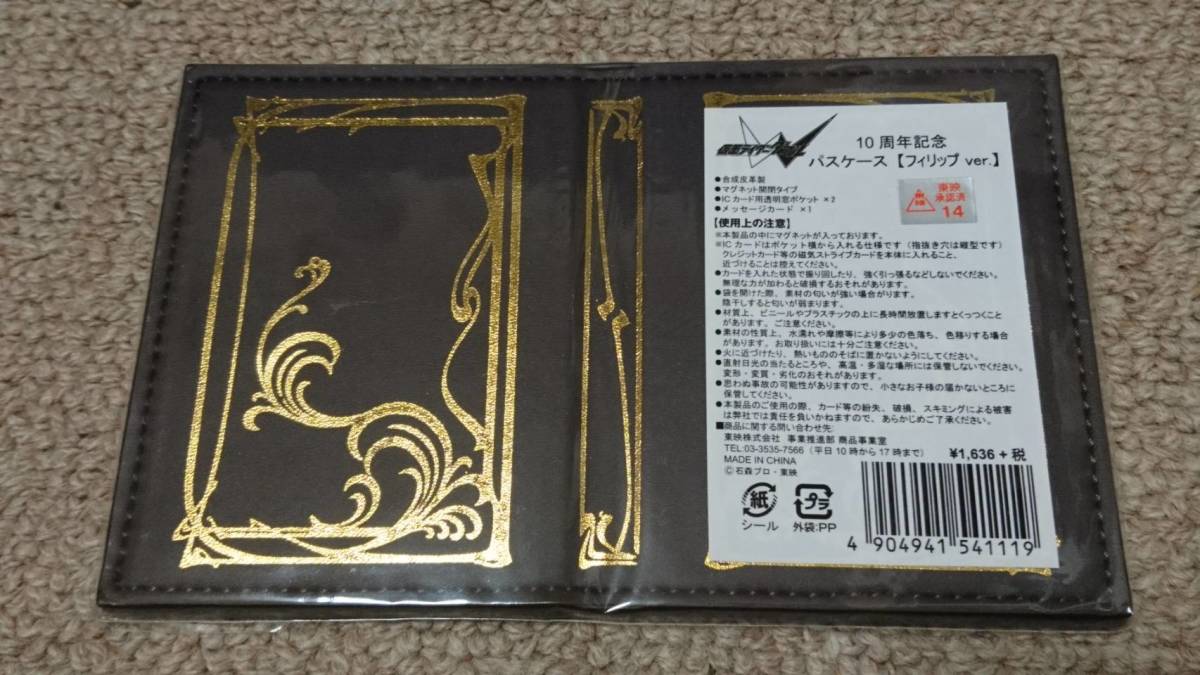 仮面ライダーW
10周年記念
パスケース【フィリップ ver.】
●合成皮革製
●マグネット開閉タイプ
●ICカード用透明窓ポケット ×2
●メッセージカード ×1
東映
承認済
14
【使用上の注意】
※本製品の中にマグネットが入っております。
※ICカードはポケット横から入れる仕様です(指抜き穴は縦型です)
クレジットカード等の磁気ストライプカードを本体に入れること、
近づけることは控えてください。
●カードを入れた状態で振り回したり、強く引っ張るなどしないでください。
無理な力が加わると破損するおそれがあります。
●袋を開けた際、素材の匂いが強い場合がります。
陰干しすると匂いが弱まります。
●材質上、ビニールやプラスチックの上に長時間放置しますとくっつくこと
があります。ご注意ください。
●素材の性質上、水濡れや摩擦等により多少の色落ち、色移りする場合
があります。お取り扱いには十分ご注意ください。
●火に近づけたり、熱いもののそばに置かないようにしてください。
●直射日光の当たるところや、高温・多湿な場所には保管しないでください。
変形・変質・劣化のおそれがあります。
●思わぬ事故の可能性がありますので、小さなお子様の届かないところに
保管してください。
●本製品のご使用の際、カード等の紛失、破損、スキミングによる被害
は弊社では責任を負いかねますので、あらかじめご了承ください。
■商品に関する問い合わせ先:
東映株式会社 事業推進部 商品事業室
TEL:03-3535-7566(平日10時から17時まで)
MADE IN CHINA
Ⓒ石森プロ・東映
¥1,636+税
紙
シール
プラ
外袋:PP
4 904941 541119